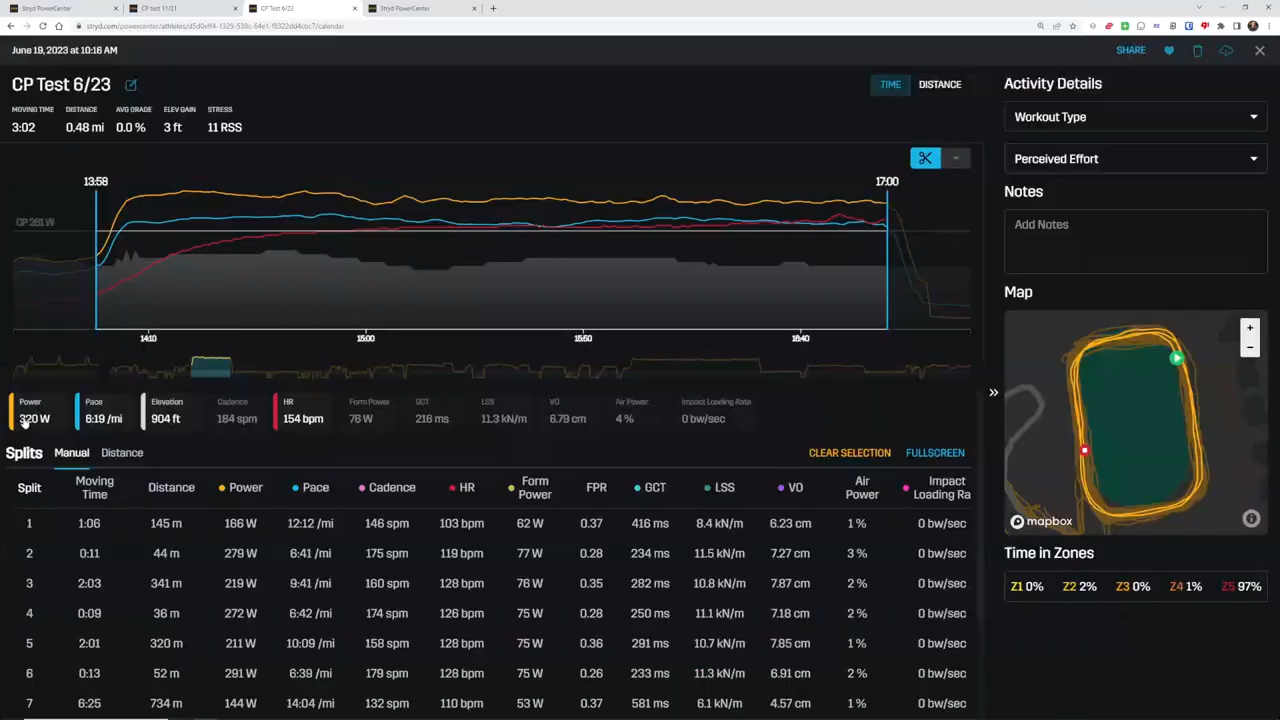 Stryd PowerCenter
CP test 11/21
CP Test 6/23
Stryd PowerCenter
June 19, 2023 at 10:16 AM
SHARE
CP Test 6/23
TIME
DISTANCE
MOVING TIME
DISTANCE
AVG GRADE
ELEV GAIN
STRESS
3:02
0.48 mi
0.0 %
3 ft
11 RSS
13:58
17:00
CP 261 W
14:10
15:00
15:50
16:40
Power
320 W
Pace
6:19 /mi
Elevation
904 ft
Cadence
184 spm
HR
154 bpm
Form Power
76 W
GCT
216 ms
LSS
11.3 kN/m
VO
6.79 cm
Air Power
4 %
Impact Loading Rate
0 bw/sec
Splits
Manual
Distance
CLEAR SELECTION
FULLSCREEN
Split Moving Time Distance Power Pace Cadence HR Form Power FPR GCT LSS VO Air Power Impact Loading Ra
1 1:06 145 m 166 W 12:12 /mi 146 spm 103 bpm 62 W 0.37 416 ms 8.4 kN/m 6.23 cm 1 % 0 bw/sec
2 0:11 44 m 279 W 6:41 /mi 175 spm 119 bpm 77 W 0.28 234 ms 11.5 kN/m 7.27 cm 3 % 0 bw/sec
3 2:03 341 m 219 W 9:41 /mi 160 spm 128 bpm 76 W 0.35 282 ms 10.8 kN/m 7.87 cm 2 % 0 bw/sec
4 0:09 36 m 272 W 6:42 /mi 174 spm 126 bpm 75 W 0.28 250 ms 11.1 kN/m 7.18 cm 2 % 0 bw/sec
5 2:01 320 m 211 W 10:09 /mi 158 spm 128 bpm 75 W 0.36 291 ms 10.7 kN/m 7.85 cm 1 % 0 bw/sec
6 0:13 52 m 291 W 6:39 /mi 179 spm 128 bpm 75 W 0.26 233 ms 11.3 kN/m 6.91 cm 2 % 0 bw/sec
7 6:25 734 m 144 W 14:04 /mi 132 spm 110 bpm 53 W 0.37 581 ms 6.1 kN/m 4.57 cm 1 % 0 bw/sec
Activity Details
Workout Type
Perceived Effort
Notes
Add Notes
Map
mapbox
Time in Zones
Z1 0% Z2 2% Z3 0% Z4 1% Z5 97%